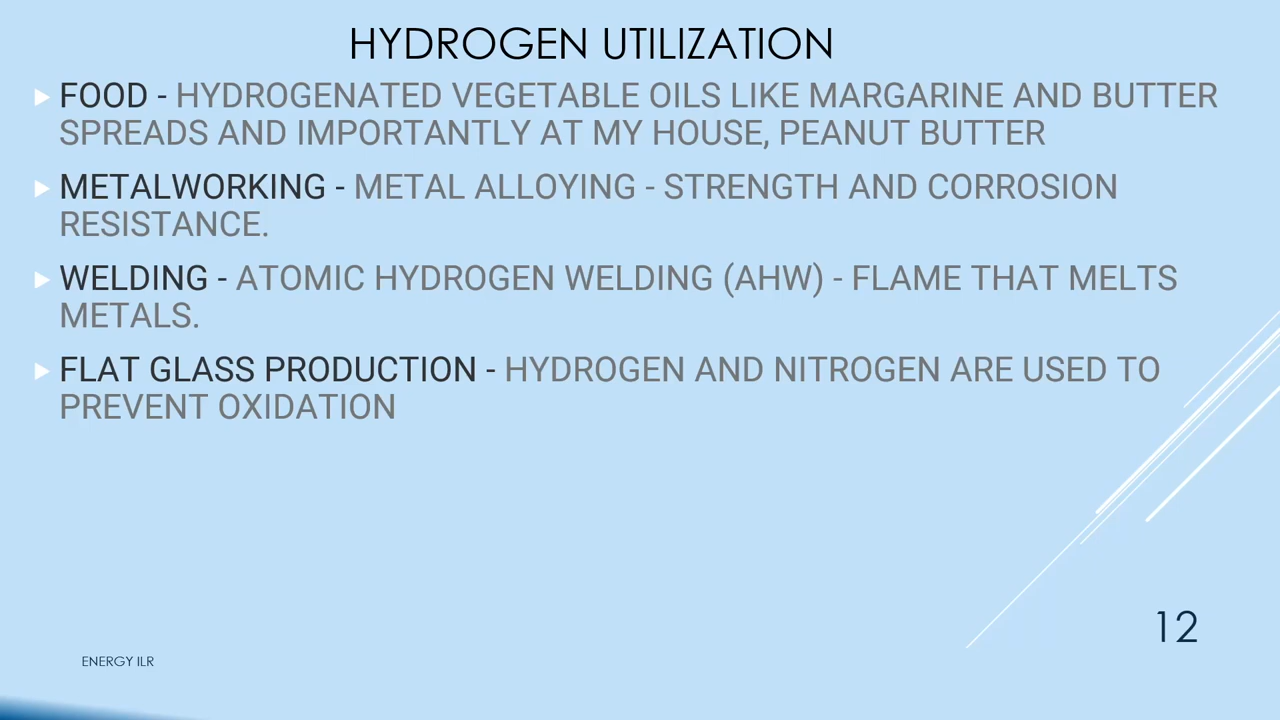 HYDROGEN UTILIZATION
FOOD - HYDROGENATED VEGETABLE OILS LIKE MARGARINE AND BUTTER
SPREADS AND IMPORTANTLY AT MY HOUSE, PEANUT BUTTER
METALWORKING - METAL ALLOYING - STRENGTH AND CORROSION
RESISTANCE.
WELDING - ATOMIC HYDROGEN WELDING (AHW) - FLAME THAT MELTS
METALS.
FLAT GLASS PRODUCTION - HYDROGEN AND NITROGEN ARE USED TO
PREVENT OXIDATION
12
ENERGY ILR